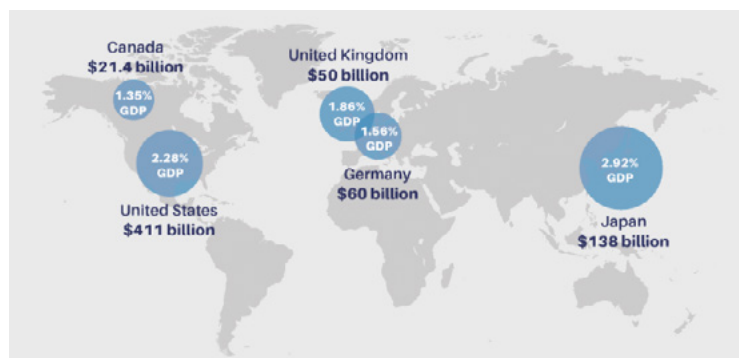 Canada
$21.4 billion
1.35%
GDP
United Kingdom
$50 billion
1.86%
GDP
1.56%
GDP
Germany
$60 billion
2.28%
GDP
United States
$411 billion
2.92%
GDP
Japan
$138 billion